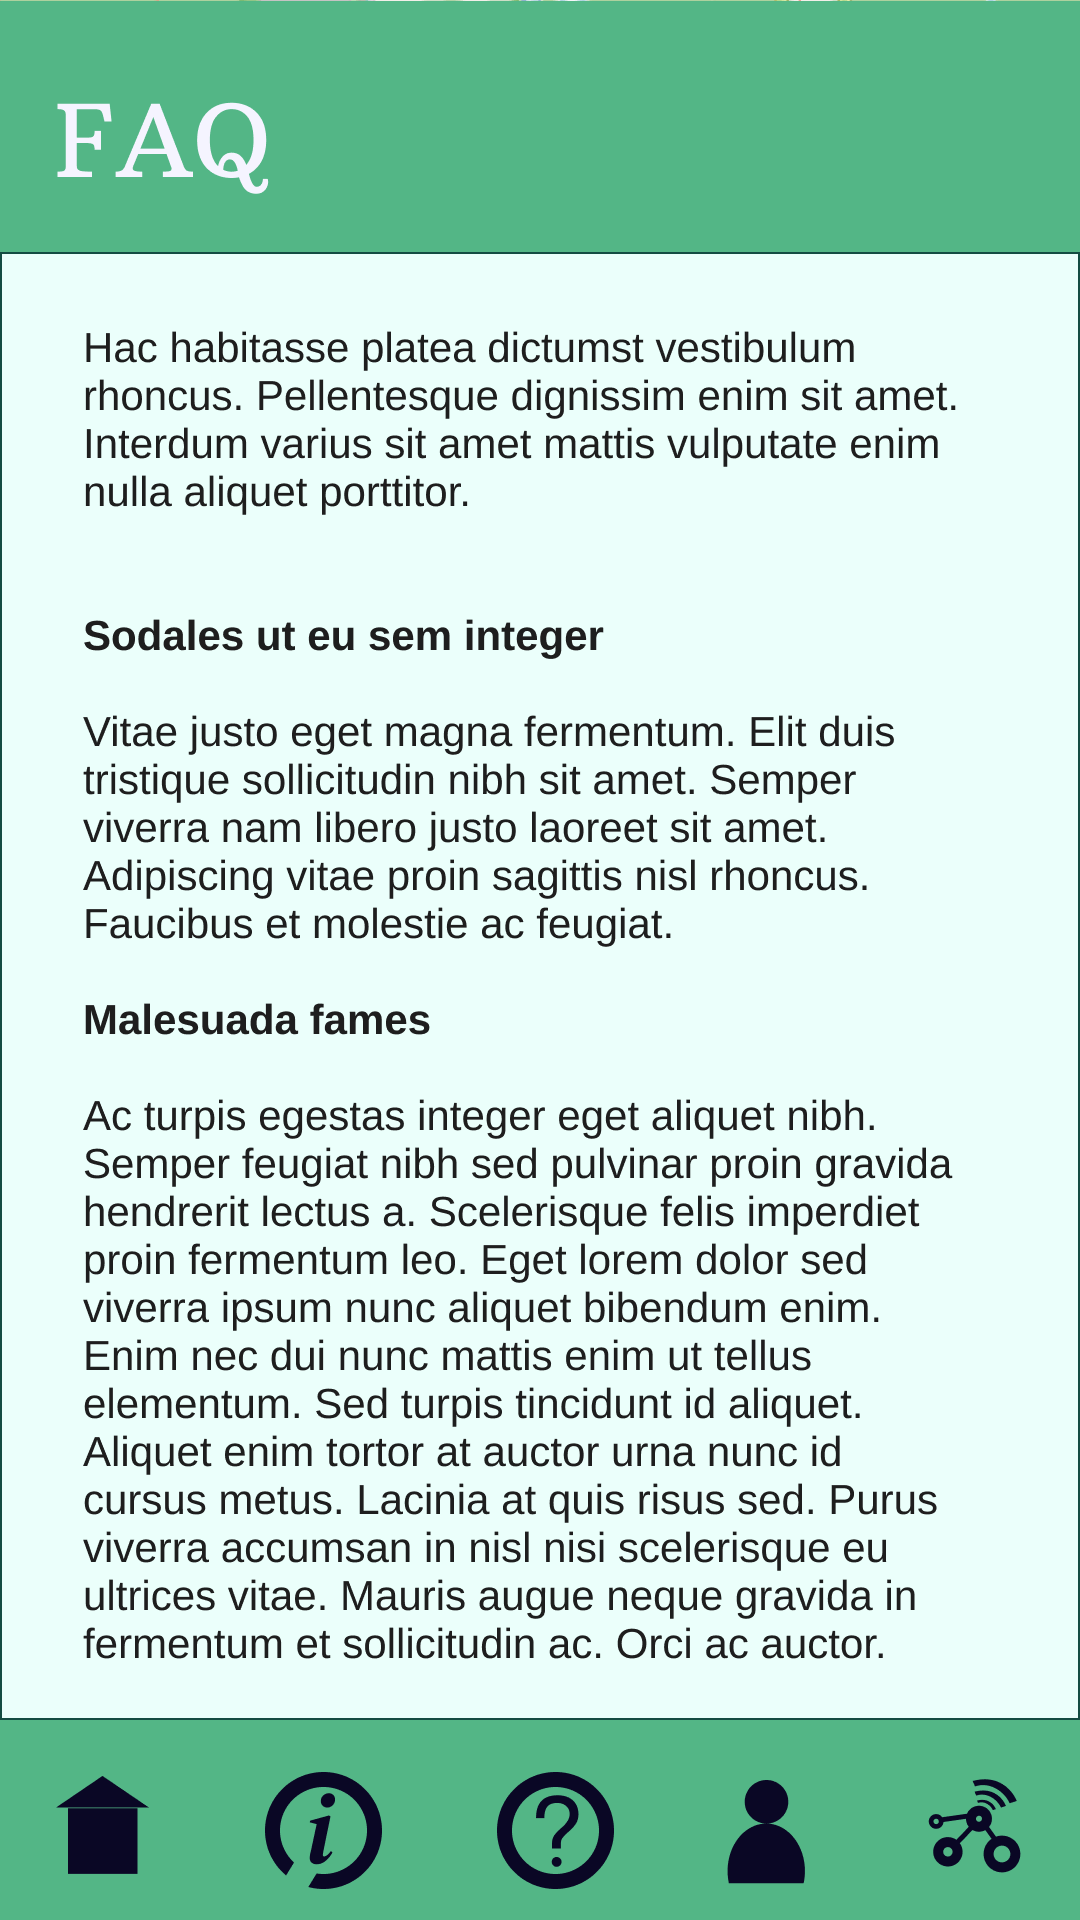 FAQ
Hac habitasse platea dictumst vestibulum
rhoncus. Pellentesque dignissim enim sit amet.
Interdum varius sit amet mattis vulputate enim
nulla aliquet porttitor.
Sodales ut eu sem integer
Vitae justo eget magna fermentum. Elit duis
tristique sollicitudin nibh sit amet. Semper
viverra nam libero justo laoreet sit amet.
Adipiscing vitae proin sagittis nisl rhoncus.
Faucibus et molestie ac feugiat.
Malesuada fames
Ac turpis egestas integer eget aliquet nibh.
Semper feugiat nibh sed pulvinar proin gravida
hendrerit lectus a. Scelerisque felis imperdiet
proin fermentum leo. Eget lorem dolor sed
viverra ipsum nunc aliquet bibendum enim.
Enim nec dui nunc mattis enim ut tellus
elementum. Sed turpis tincidunt id aliquet.
Aliquet enim tortor at auctor urna nunc id
cursus metus. Lacinia at quis risus sed. Purus
viverra accumsan in nisl nisi scelerisque eu
ultrices vitae. Mauris augue neque gravida in
fermentum et sollicitudin ac. Orci ac auctor.